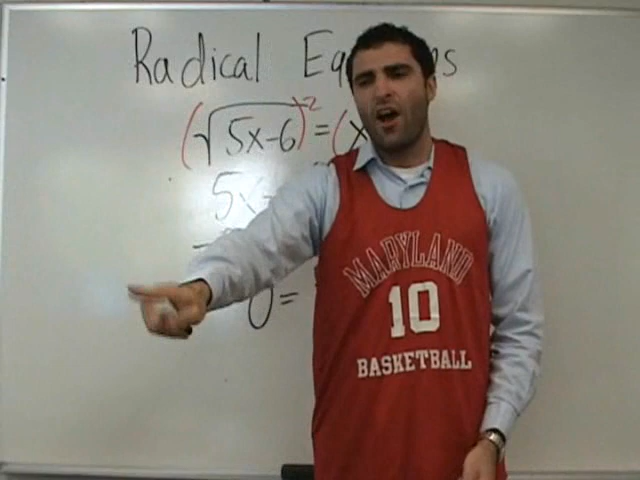 Radical Eq s
(√5x-6)²=(x
5x-
0=
MARYLAND
10
BASKETBALL